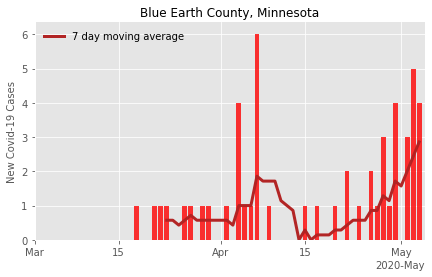 Blue Earth County, Minnesota
7 day moving average
New Covid-19 Cases
6
5
4
3
2
1
0
Mar
15
Apr
15
May
2020-May